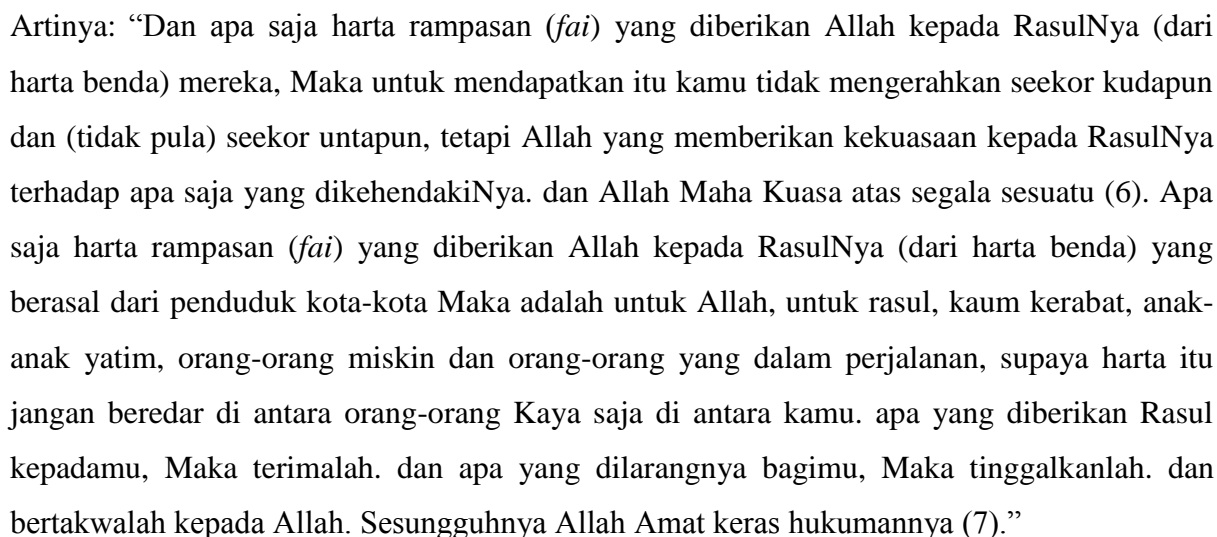 Artinya: “Dan apa saja harta rampasan (fai) yang diberikan Allah kepada RasulNya (dari
harta benda) mereka, Maka untuk mendapatkan itu kamu tidak mengerahkan seekor kudapun
dan (tidak pula) seekor untapun, tetapi Allah yang memberikan kekuasaan kepada RasulNya
terhadap apa saja yang dikehendakiNya. dan Allah Maha Kuasa atas segala sesuatu (6). Apa
saja harta rampasan (fai) yang diberikan Allah kepada RasulNya (dari harta benda) yang
berasal dari penduduk kota-kota Maka adalah untuk Allah, untuk rasul, kaum kerabat, anak-
anak yatim, orang-orang miskin dan orang-orang yang dalam perjalanan, supaya harta itu
jangan beredar di antara orang-orang Kaya saja di antara kamu. apa yang diberikan Rasul
kepadamu, Maka terimalah. dan apa yang dilarangnya bagimu, Maka tinggalkanlah. dan
bertakwalah kepada Allah. Sesungguhnya Allah Amat keras hukumannya (7).”